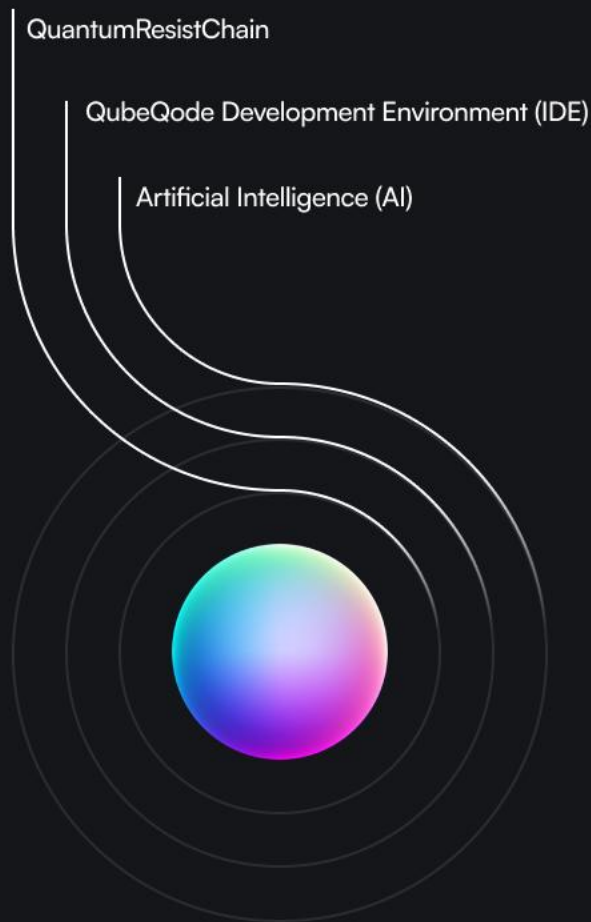 QuantumResistChain
QubeQode Development Environment (IDE)
Artificial Intelligence (AI)